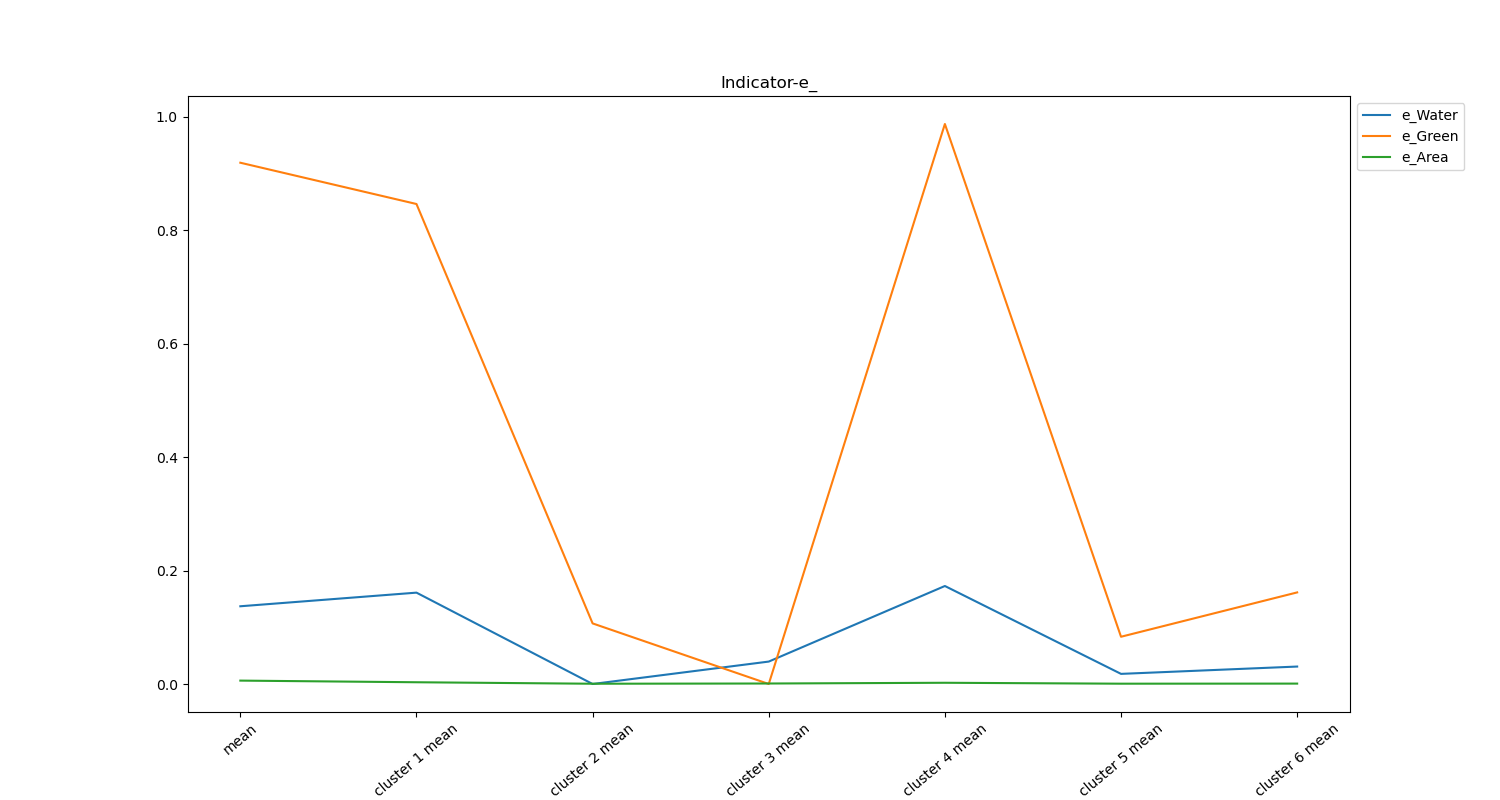 Indicator-e_
1.0
0.8
0.6
0.4
0.2
0.0
mean
cluster 1 mean
cluster 2 mean
cluster 3 mean
cluster 4 mean
cluster 5 mean
cluster 6 mean
e_Water
e_Green
e_Area